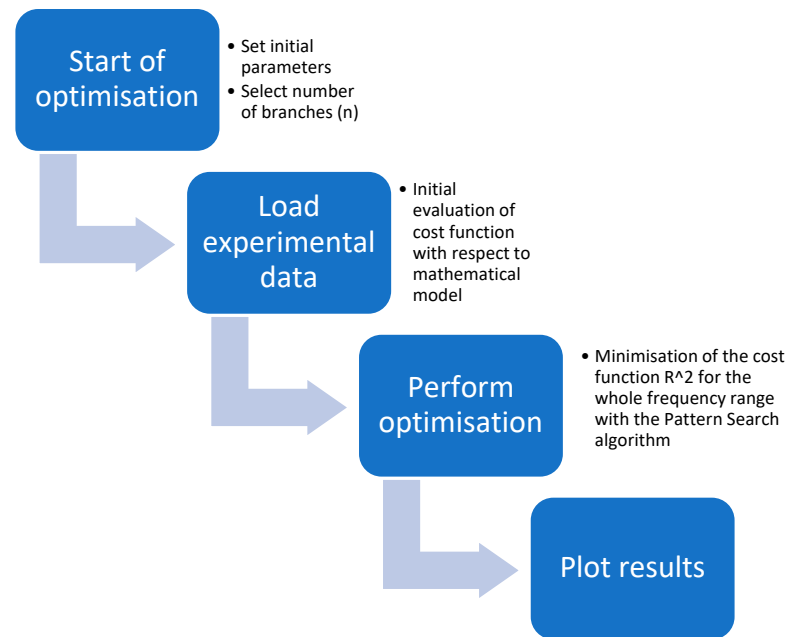 Start of
optimisation
• Set initial
parameters
• Select number
of branches (n)
Load
experimental
data
• Initial
evaluation of
cost function
with respect to
mathematical
model
Perform
optimisation
• Minimisation of the cost
function R^2 for the
whole frequency range
with the Pattern Search
algorithm
Plot results